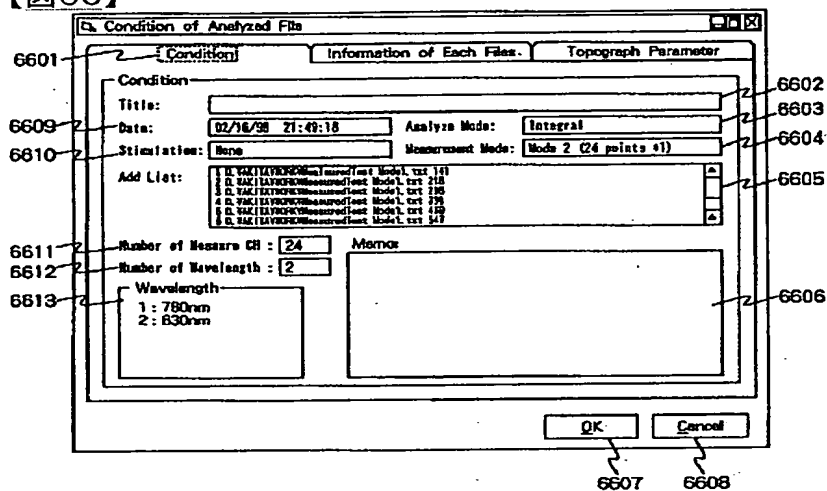 Condition of Analyzed File
6601
Condition
Information of Each Files.
Topograph Parameter
Condition
Title:
6602
6603
6609
Date:
02/16/98 21:49:18
Analyze Mode:
Integral
6604
6610
Stimulation:
None
Measurement Mode:
Mode 2 (24 points *1)
Add List:
6605
6611
Number of Measure CH :
24
Memo:
6612
Number of Wavelength :
2
6613
Wavelength
1 : 780nm
2 : 830nm
6606
OK
Cancel
6607
6608